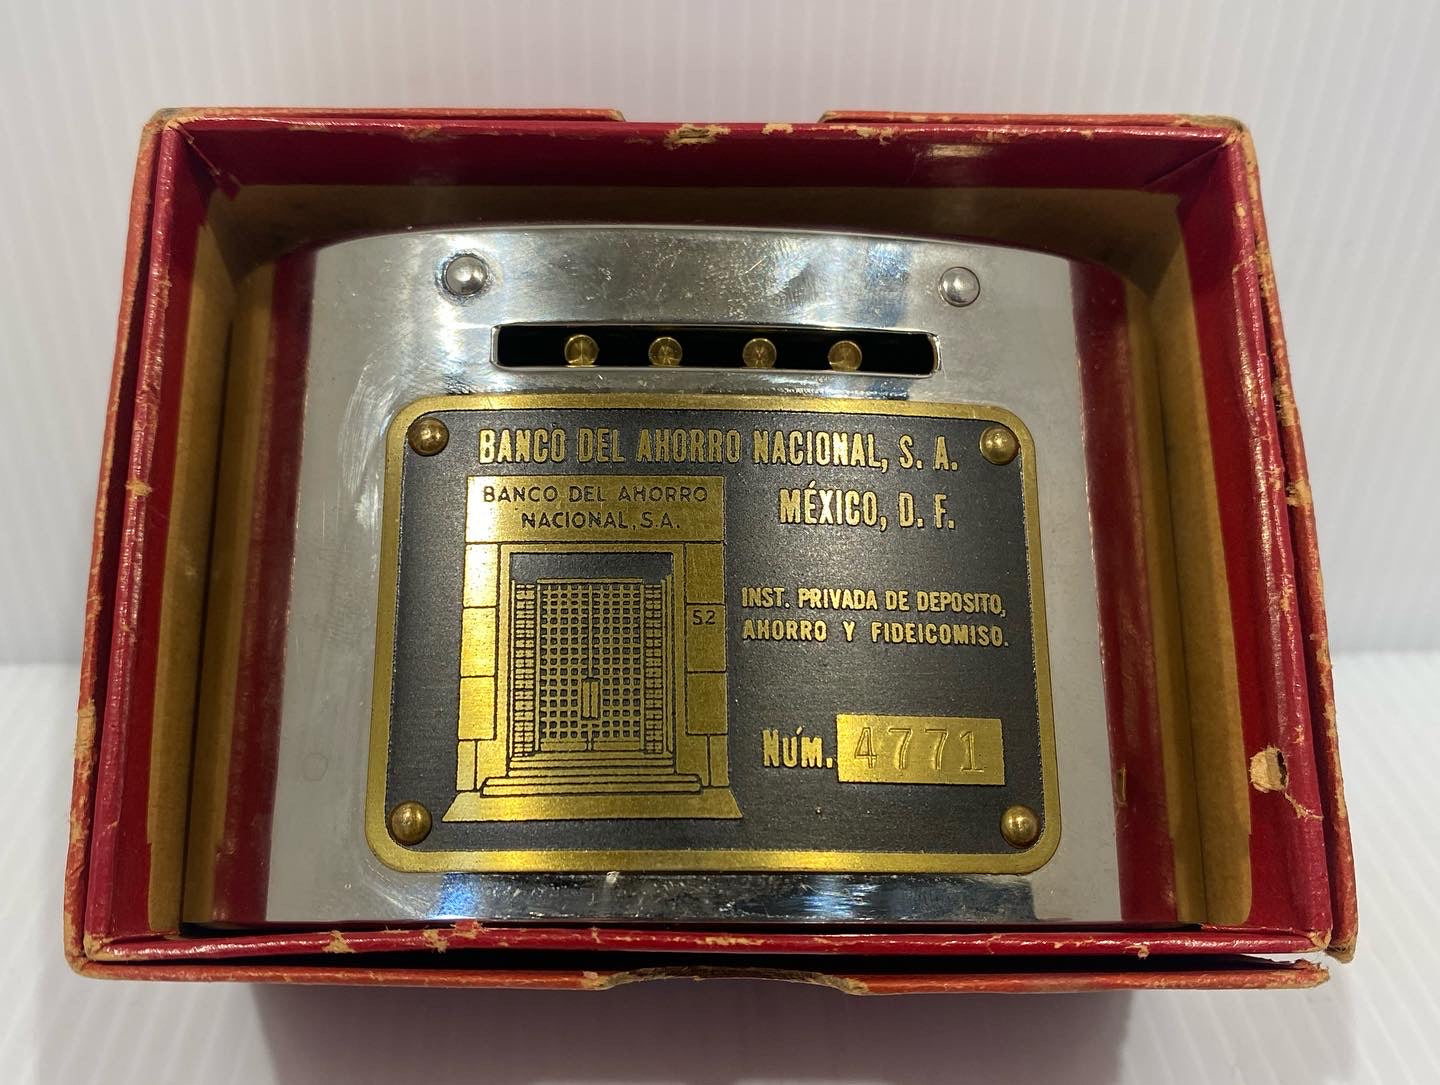 BANCO DEL AHORRO NACIONAL, S. A.
BANCO DEL AHORRO
NACIONAL, S.A.
52
MÉXICO, D. F.
INST. PRIVADA DE DEPOSITO,
AHORRO Y FIDEICOMISO.
NÚM. 4771